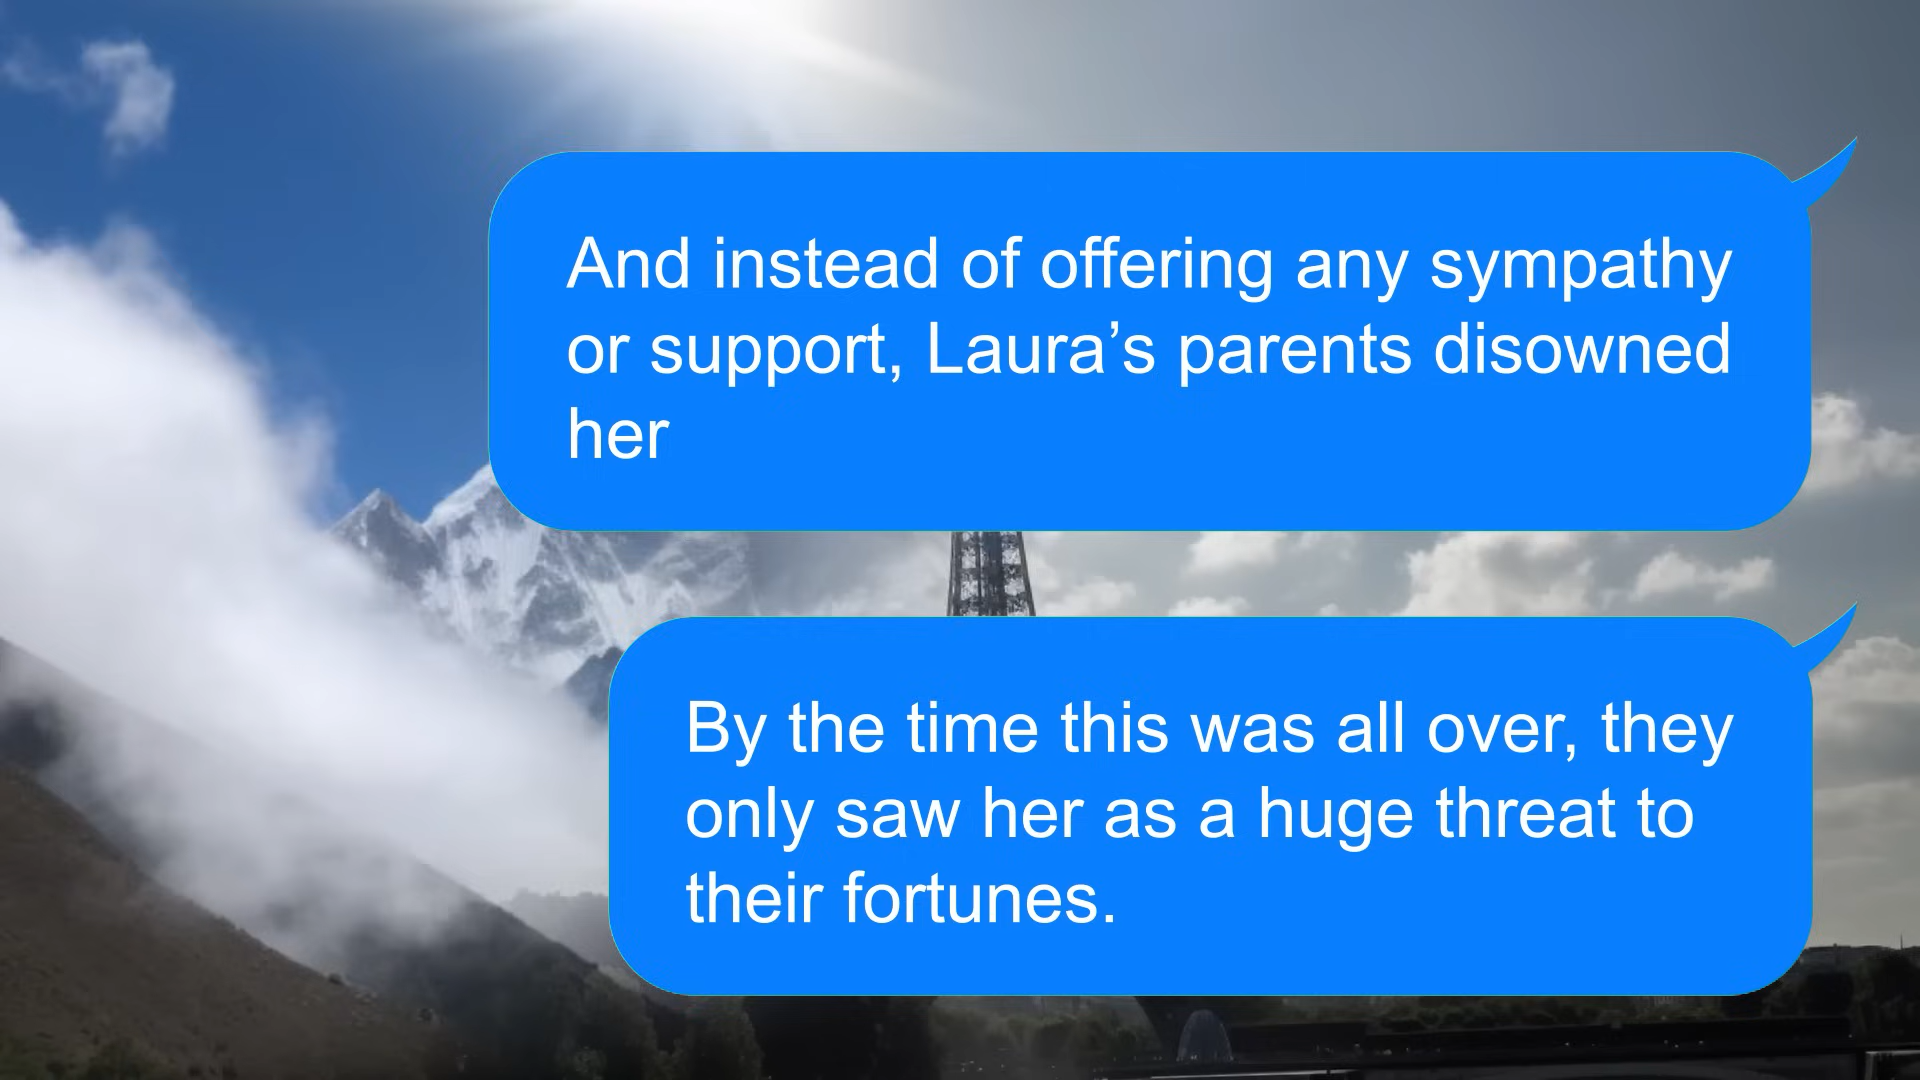 And instead of offering any sympathy
or support, Laura’s parents disowned
her
By the time this was all over, they
only saw her as a huge threat to
their fortunes.